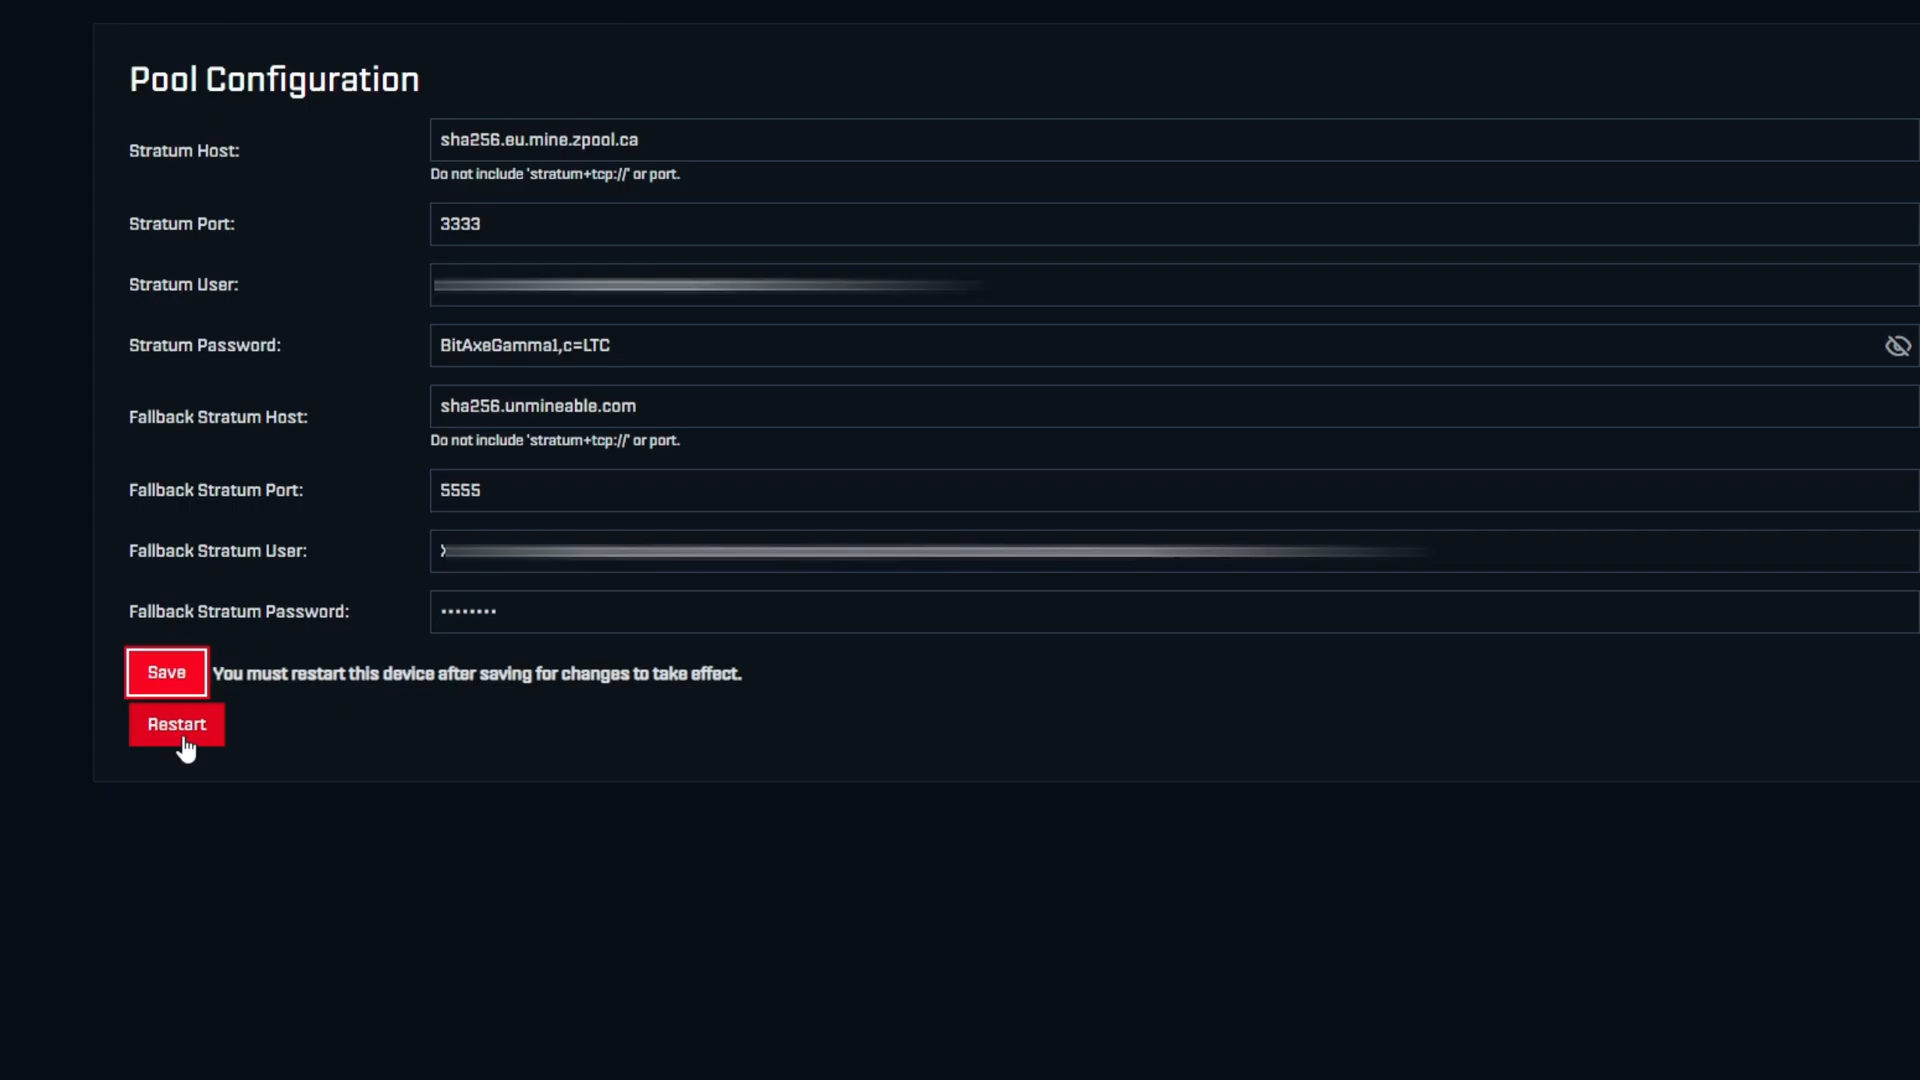 Pool Configuration
Stratum Host:
sha256.eu.mine.zpool.ca
Do not include 'stratum+tcp://' or port.
Stratum Port:
3333
Stratum User:
Stratum Password:
BitAxeGamma1,c=LTC
Fallback Stratum Host:
sha256.unmineable.com
Do not include 'stratum+tcp://' or port.
Fallback Stratum Port:
5555
Fallback Stratum User:
Fallback Stratum Password:
••••••••
Save You must restart this device after saving for changes to take effect.
Restart